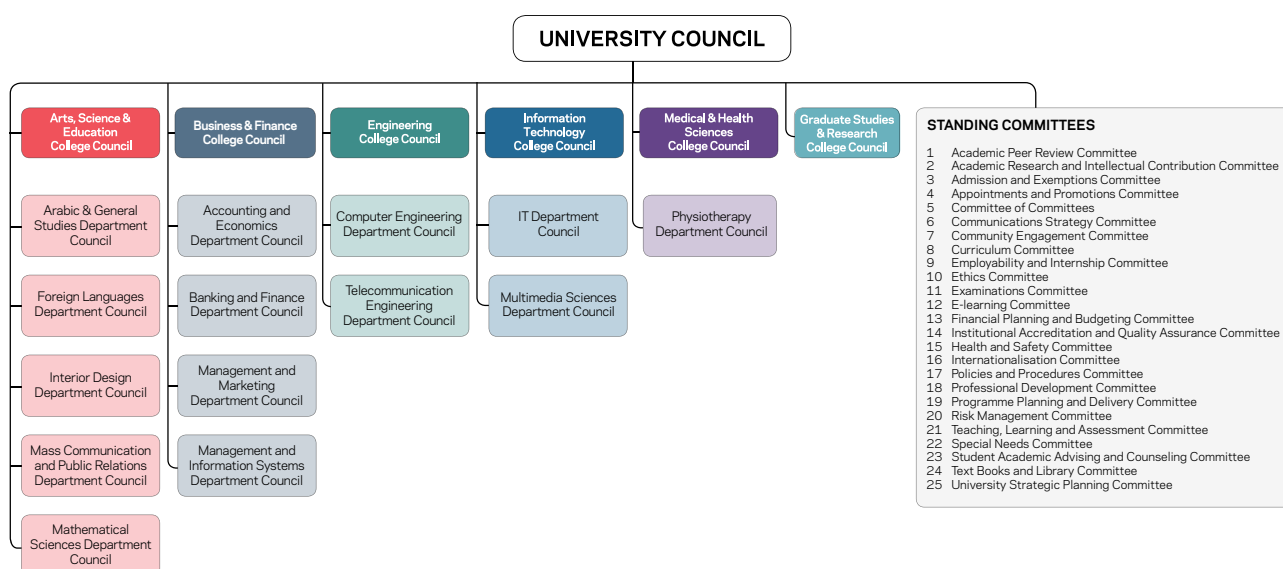 UNIVERSITY COUNCIL
Arts, Science &
Education
College Council
Business & Finance
College Council
Engineering
College Council
Information
Technology
College Council
Medical & Health
Sciences
College Council
Graduate Studies
& Research
College Council
Arabic & General
Studies Department
Council
Foreign Languages
Department Council
Interior Design
Department Council
Mass Communication
and Public Relations
Department Council
Mathematical
Sciences Department
Council
Accounting and
Economics
Department Council
Banking and Finance
Department Council
Management and
Marketing
Department Council
Management and
Information Systems
Department Council
Computer Engineering
Department Council
Telecommunication
Engineering
Department Council
IT Department
Council
Multimedia Sciences
Department Council
Physiotherapy
Department Council
STANDING COMMITTEES
1 Academic Peer Review Committee
2 Academic Research and Intellectual Contribution Committee
3 Admission and Exemptions Committee
4 Appointments and Promotions Committee
5 Committee of Committees
6 Communications Strategy Committee
7 Community Engagement Committee
8 Curriculum Committee
9 Employability and Internship Committee
10 Ethics Committee
11 Examinations Committee
12 E-learning Committee
13 Financial Planning and Budgeting Committee
14 Institutional Accreditation and Quality Assurance Committee
15 Health and Safety Committee
16 Internationalisation Committee
17 Policies and Procedures Committee
18 Professional Development Committee
19 Programme Planning and Delivery Committee
20 Risk Management Committee
21 Teaching, Learning and Assessment Committee
22 Special Needs Committee
23 Student Academic Advising and Counseling Committee
24 Text Books and Library Committee
25 University Strategic Planning Committee